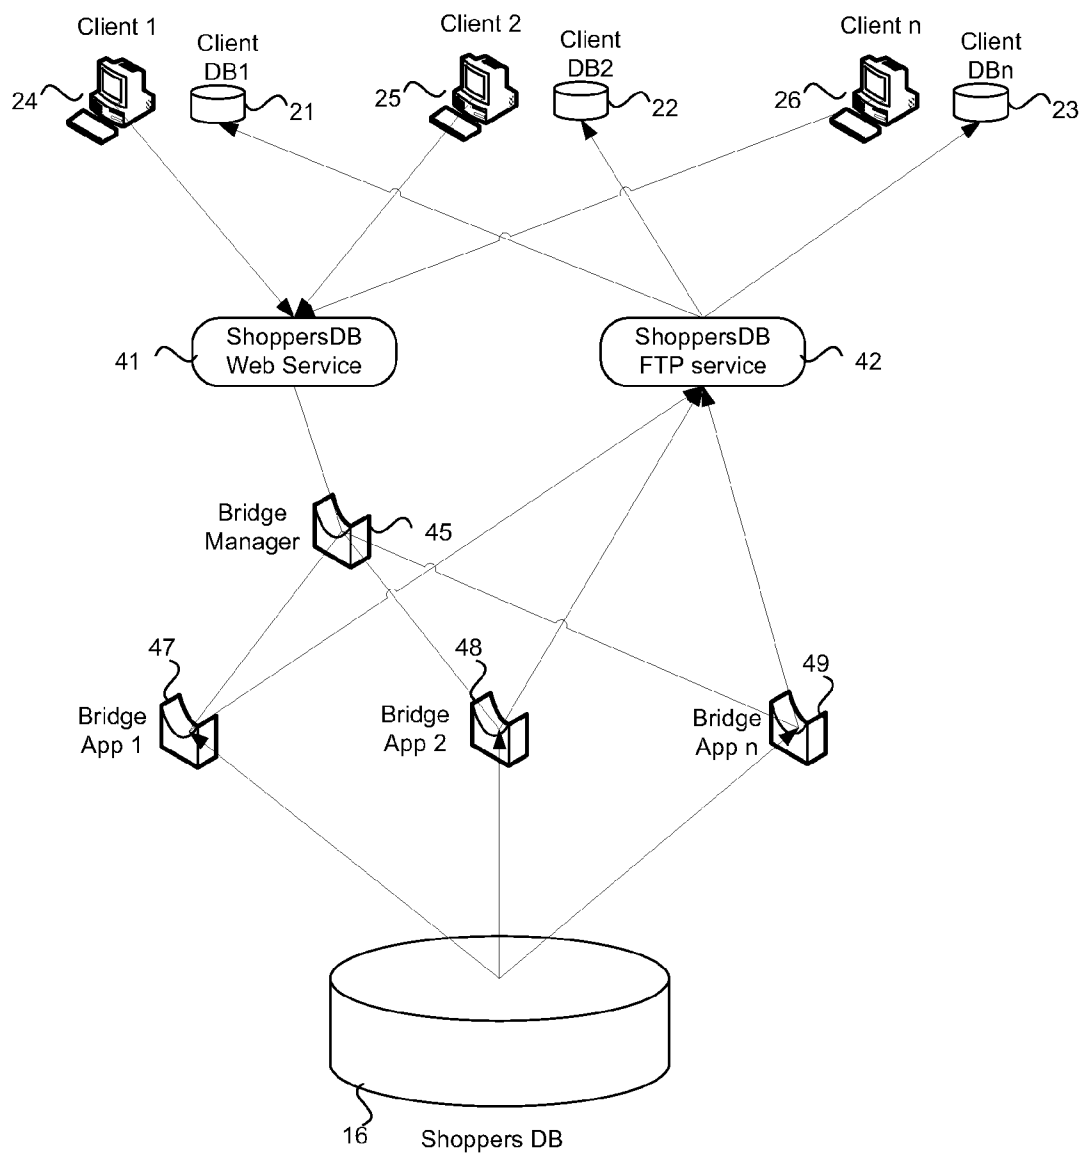 Client 1
Client 2
Client n
Client
DB1
Client
DB2
Client
DBn
24
21
25
22
26
23
ShoppersDB
Web Service
41
ShoppersDB
FTP service
42
Bridge
Manager
45
47
48
49
Bridge
App 1
Bridge
App 2
Bridge
App n
16
Shoppers DB